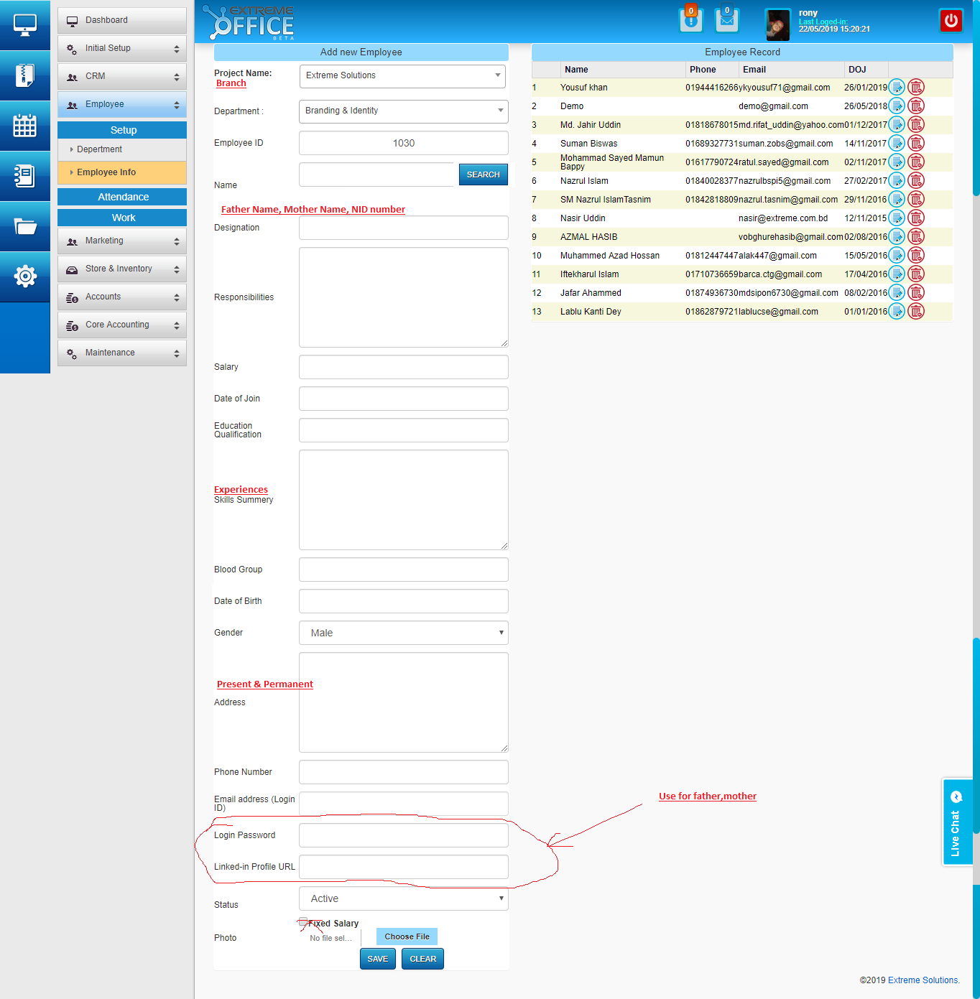 EXTREME
OFFICE
BETA
0
0
rony
Last Loged-in:
22/05/2019 15:20:21
Dashboard
Initial Setup
CRM
Employee
Setup
Depertment
Employee Info
Attendance
Work
Marketing
Store & Inventory
Accounts
Core Accounting
Maintenance
Add new Employee
Project Name:
Extreme Solutions
Branch
Department :
Branding & Identity
Employee ID
1030
Name
SEARCH
Father Name, Mother Name, NID number
Designation
Responsibilities
Salary
Date of Join
Education
Qualification
Experiences
Skills Summery
Blood Group
Date of Birth
Gender
Male
Present & Permanent
Address
Phone Number
Email address (Login
ID)
Login Password
Linked-in Profile URL
Use for father,mother
Status
Active
Fixed Salary
Photo
No file sel...
Choose File
SAVE
CLEAR
Employee Record
Name Phone Email DOJ
1 Yousuf khan 01944416266 ykyousuf71@gmail.com 26/01/2019
2 Demo demo@gmail.com 26/05/2018
3 Md. Jahir Uddin 01818678015 md.rifat_uddin@yahoo.com 01/12/2017
4 Suman Biswas 01689327731 suman.zobs@gmail.com 14/11/2017
5 Mohammad Sayed Mamun
Bappy 01617790724 ratul.sayed@gmail.com 02/11/2017
6 Nazrul Islam 01840028377 nazrulbspi5@gmail.com 27/02/2017
7 SM Nazrul IslamTasnim 01842818809 nazrul.tasnim@gmail.com 29/11/2016
8 Nasir Uddin nasir@extreme.com.bd 12/11/2015
9 AZMAL HASIB vobghurehasib@gmail.com 02/08/2016
10 Muhammed Azad Hossan 01812447447 alak447@gmail.com 15/05/2016
11 Iftekharul Islam 01710736659 barca.ctg@gmail.com 17/04/2016
12 Jafar Ahammed 01874936730 mdsipon6730@gmail.com 08/02/2016
13 Lablu Kanti Dey 01862879721 lablucse@gmail.com 01/01/2016
Live Chat
©2019 Extreme Solutions.